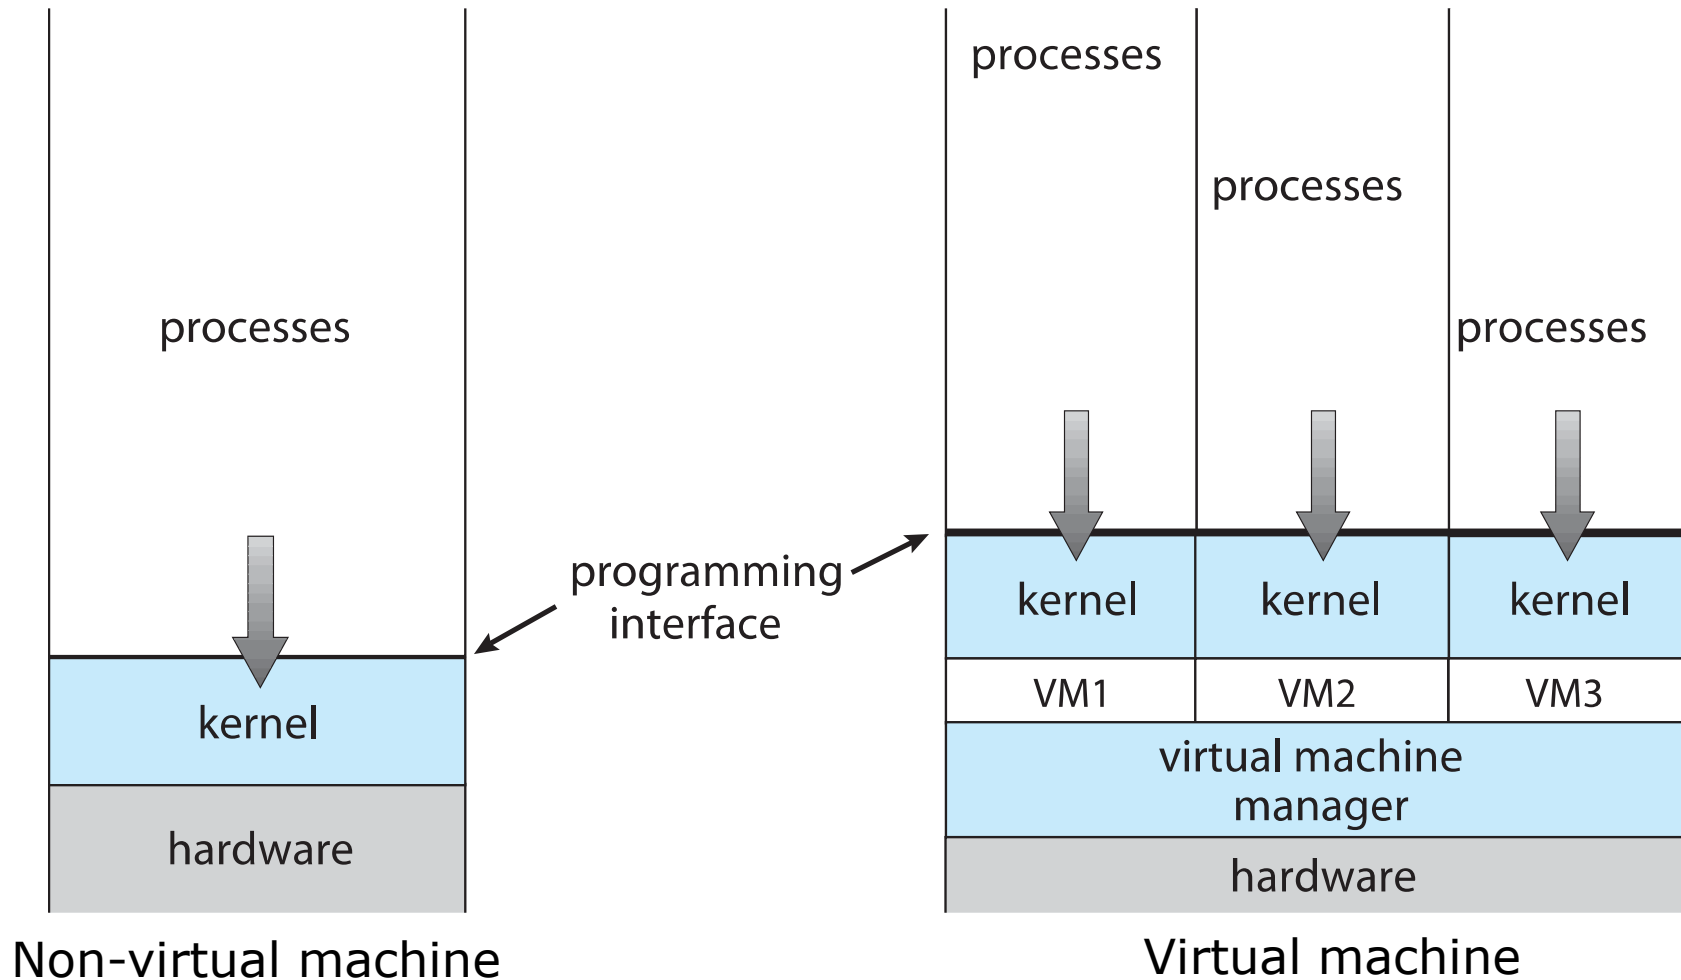 processes
kernel
hardware
Non-virtual machine
programming
interface
processes
processes
processes
kernel
kernel
kernel
VM1
VM2
VM3
virtual machine
manager
hardware
Virtual machine